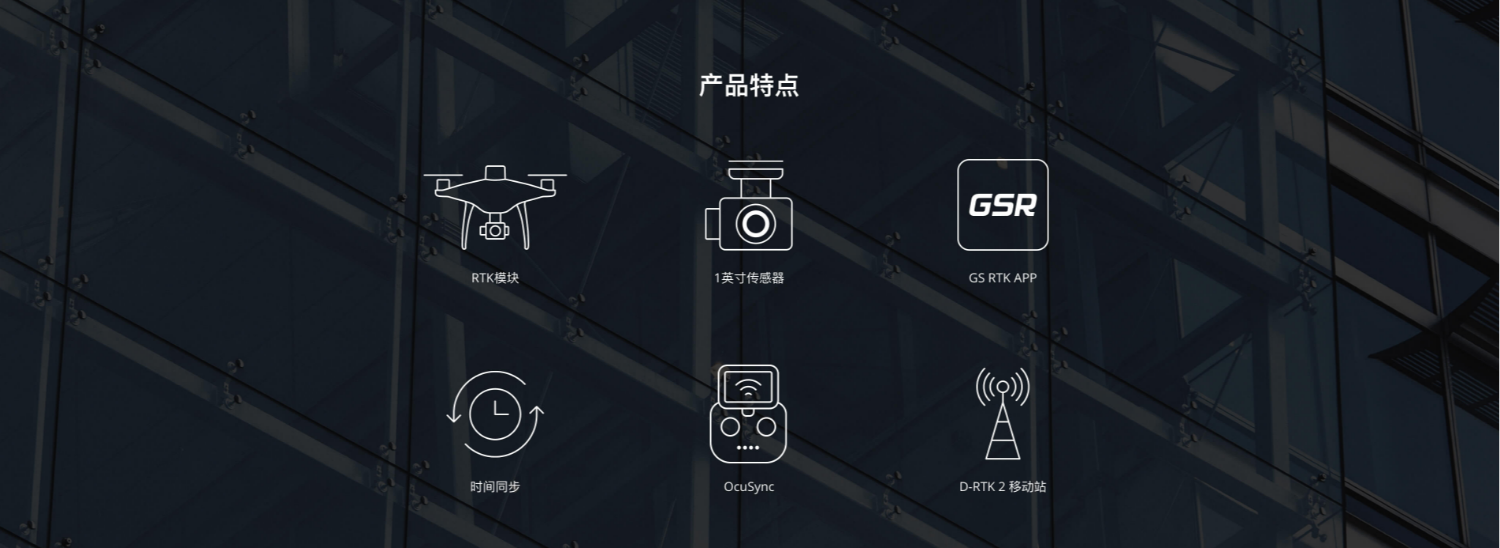 产品特点
GSR
RTK模块
1英寸传感器
GS RTK APP
时间同步
OcuSync
D-RTK 2 移动站